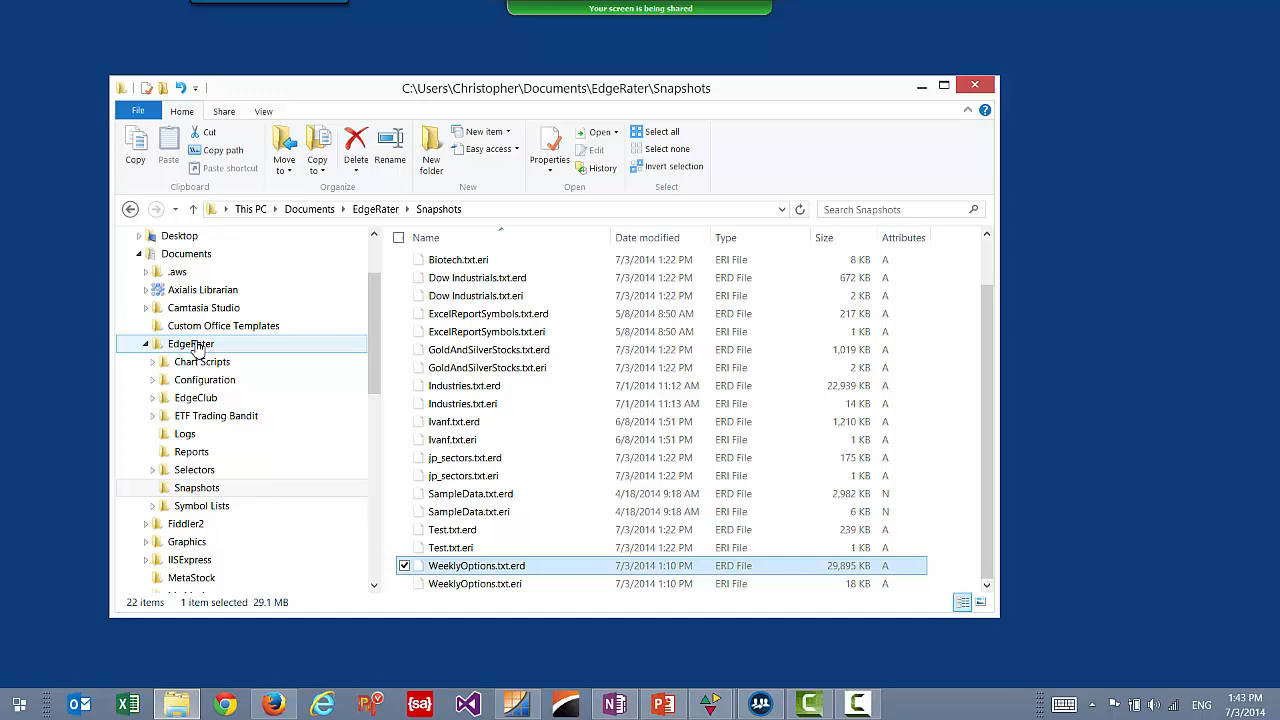 Your screen is being shared
C:\Users\Christopher\Documents\EdgeRater\Snapshots
File Home Share View
Copy Paste Cut Copy path Paste shortcut Move to Copy to Delete Rename New folder New item Easy access Properties Open Edit History Select all Select none Invert selection
Clipboard Organize New Open Select
This PC Documents EdgeRater Snapshots Search Snapshots
Desktop
Documents
.aws
Axialis Librarian
Camtasia Studio
Custom Office Templates
EdgeRater
Chart Scripts
Configuration
EdgeClub
ETF Trading Bandit
Logs
Reports
Selectors
Snapshots
Symbol Lists
Fiddler2
Graphics
IISExpress
MetaStock
Name Date modified Type Size Attributes
Biotech.txt.eri 7/3/2014 1:22 PM ERI File 8 KB A
Dow Industrials.txt.erd 7/3/2014 1:22 PM ERD File 672 KB A
Dow Industrials.txt.eri 7/3/2014 1:22 PM ERI File 2 KB A
ExcelReportSymbols.txt.erd 5/8/2014 8:50 AM ERD File 217 KB A
ExcelReportSymbols.txt.eri 5/8/2014 8:50 AM ERI File 1 KB A
GoldAndSilverStocks.txt.erd 7/3/2014 1:22 PM ERD File 1,019 KB A
GoldAndSilverStocks.txt.eri 7/3/2014 1:22 PM ERI File 2 KB A
Industries.txt.erd 7/1/2014 11:12 AM ERD File 22,939 KB A
Industries.txt.eri 7/1/2014 11:13 AM ERI File 14 KB A
Ivanf.txt.erd 6/8/2014 1:51 PM ERD File 1,210 KB A
Ivanf.txt.eri 6/8/2014 1:51 PM ERI File 1 KB A
jp_sectors.txt.erd 7/3/2014 1:22 PM ERD File 175 KB A
jp_sectors.txt.eri 7/3/2014 1:22 PM ERI File 1 KB A
SampleData.txt.erd 4/18/2014 9:18 AM ERD File 2,982 KB N
SampleData.txt.eri 4/18/2014 9:18 AM ERI File 6 KB N
Test.txt.erd 7/3/2014 1:22 PM ERD File 239 KB A
Test.txt.eri 7/3/2014 1:22 PM ERI File 1 KB A
WeeklyOptions.txt.erd 7/3/2014 1:10 PM ERD File 29,895 KB A
WeeklyOptions.txt.eri 7/3/2014 1:10 PM ERI File 18 KB A
22 items 1 item selected 29.1 MB
ENG
1:43 PM
7/3/2014